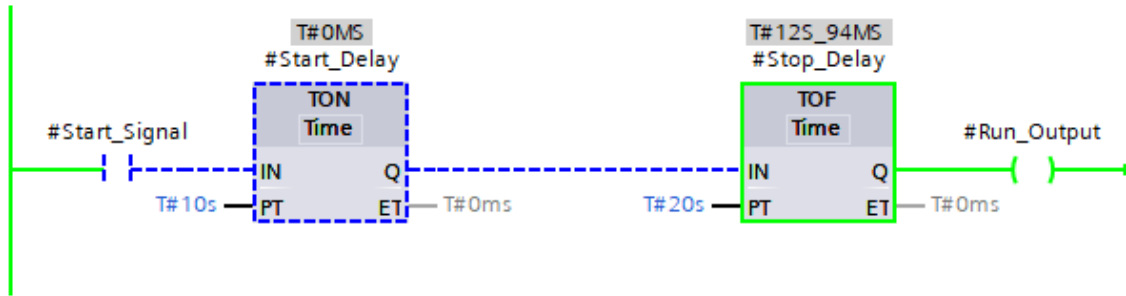 T#0MS
#Start_Delay
T#12S_94MS
#Stop_Delay
TON
Time
TOF
Time
#Start_Signal
#Run_Output
IN Q
IN Q
T#10s PT ET T#0ms
T#20s PT ET T#0ms